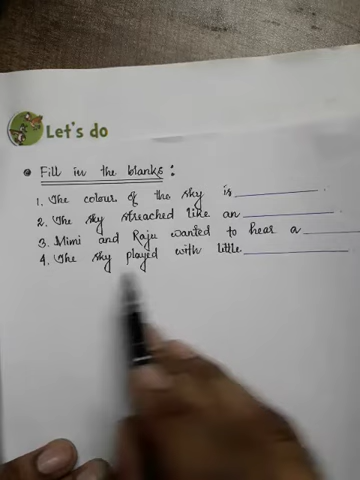 Let's do
Fill in the blanks :
1. The colour of the sky is
2. The sky streached like an
3. Mimi and Raju wanted to hear a
4. The sky played with little